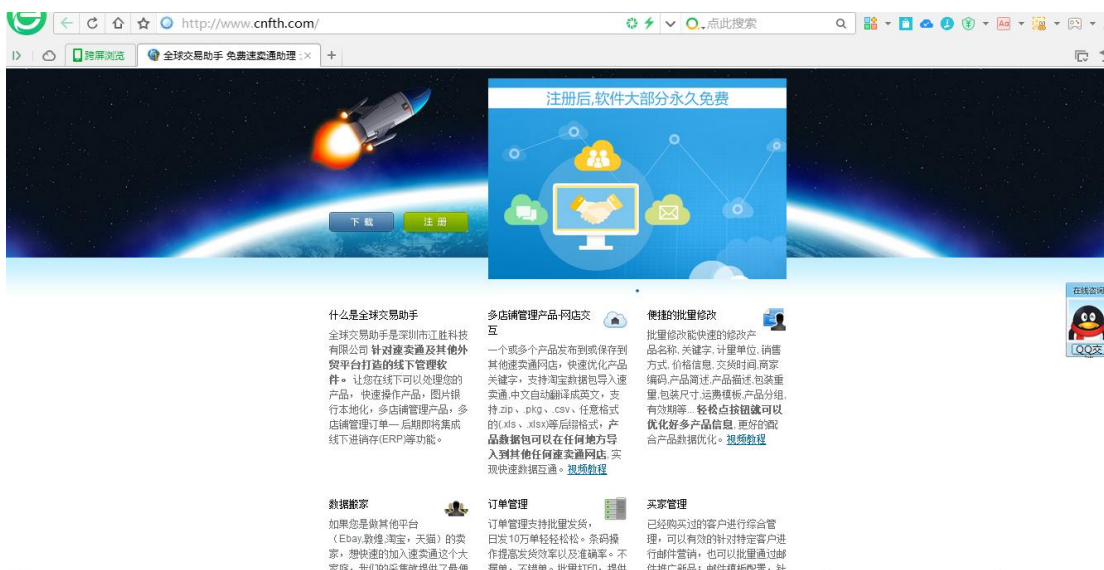 http://www.cnfth.com/
点此搜索
跨屏浏览
全球交易助手 免费速卖通助理
注册后,软件大部分永久免费
下载
注册
在线咨询
QQ交
什么是全球交易助手
全球交易助手是深圳市江胜科技
有限公司 针对速卖通及其他外
贸平台打造的线下管理软
件。让您在线下可以处理您的
产品, 快速操作产品, 图片银
行本地化, 多店铺管理产品, 多
店铺管理订单一后期即将集成
线下进销存(ERP)等功能。
多店铺管理产品-网店交
互
一个或多个产品发布到或保存到
其他速卖通网店, 快速优化产品
关键字, 支持淘宝数据包导入速
卖通,中文自动翻译成英文, 支
持.zip、.pkg、.csv、任意格式
的(.xls、.xlsx)等后缀格式, 产
品数据包可以在任何地方导
入到其他任何速卖通网店, 实
现快速数据互通。视频教程
便捷的批量修改
批量修改能快速的修改产
品名称,关键字,计量单位,销售
方式,价格信息,交货时间,商家
编码,产品简述,产品描述,包装重
量,包装尺寸,运费模板,产品分组,
有效期等... 轻松点按钮就可以
优化好多产品信息, 更好的配
合产品数据优化。视频教程
数据搬家
如果您是做其他平台
(Ebay,敦煌,淘宝, 天猫) 的卖
家, 想快速的加入速卖通这个大
订单管理
订单管理支持批量发货,
日发10万单轻轻松松。条码操
作提高发货效率以及准确率。不
买家管理
已经购买过的客户进行综合管
理, 可以有效的针对特定客户进
行邮件营销, 也可以批量通过邮